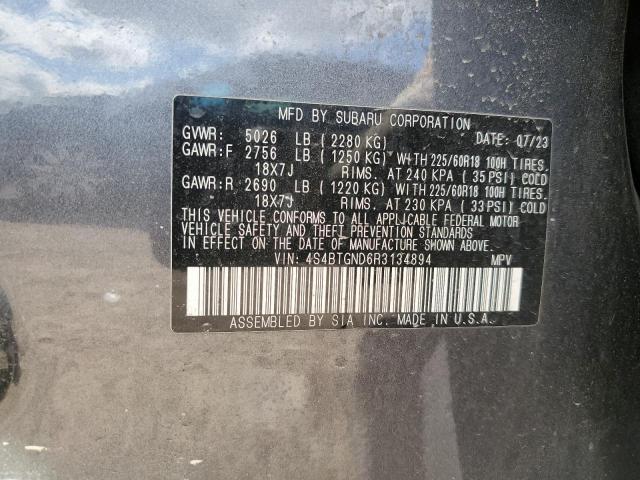 MFD BY SUBARU CORPORATION
GVWR: 5026 LB (2280 KG) DATE: 07/23
GAWR:F 2756 LB (1250 KG) WITH 225/60R18 100H TIRES.
18X7J RIMS. AT 240 KPA (35 PSI) COLD
GAWR:R 2690 LB (1220 KG) WITH 225/60R18 100H TIRES.
18X7J RIMS. AT 230 KPA (33 PSI) COLD
THIS VEHICLE CONFORMS TO ALL APPLICABLE FEDERAL MOTOR
VEHICLE SAFETY AND THEFT PREVENTION STANDARDS
IN EFFECT ON THE DATE OF MANUFACTURE SHOWN ABOVE.
VIN: 4S4BTGND6R3134894 MPV
ASSEMBLED BY SIA INC. MADE IN U.S.A.